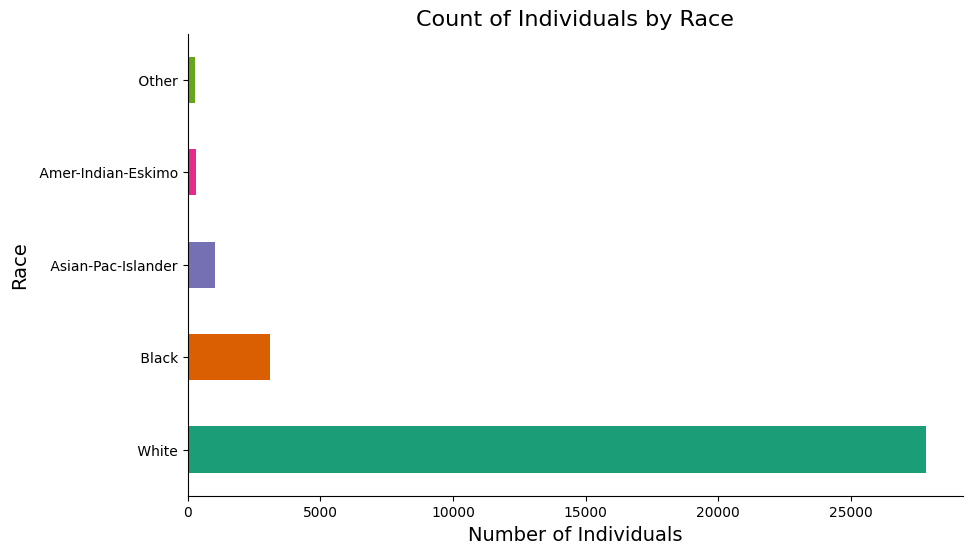 Count of Individuals by Race
Other
Amer-Indian-Eskimo
Asian-Pac-Islander
Black
White
Race
0 5000 10000 15000 20000 25000
Number of Individuals